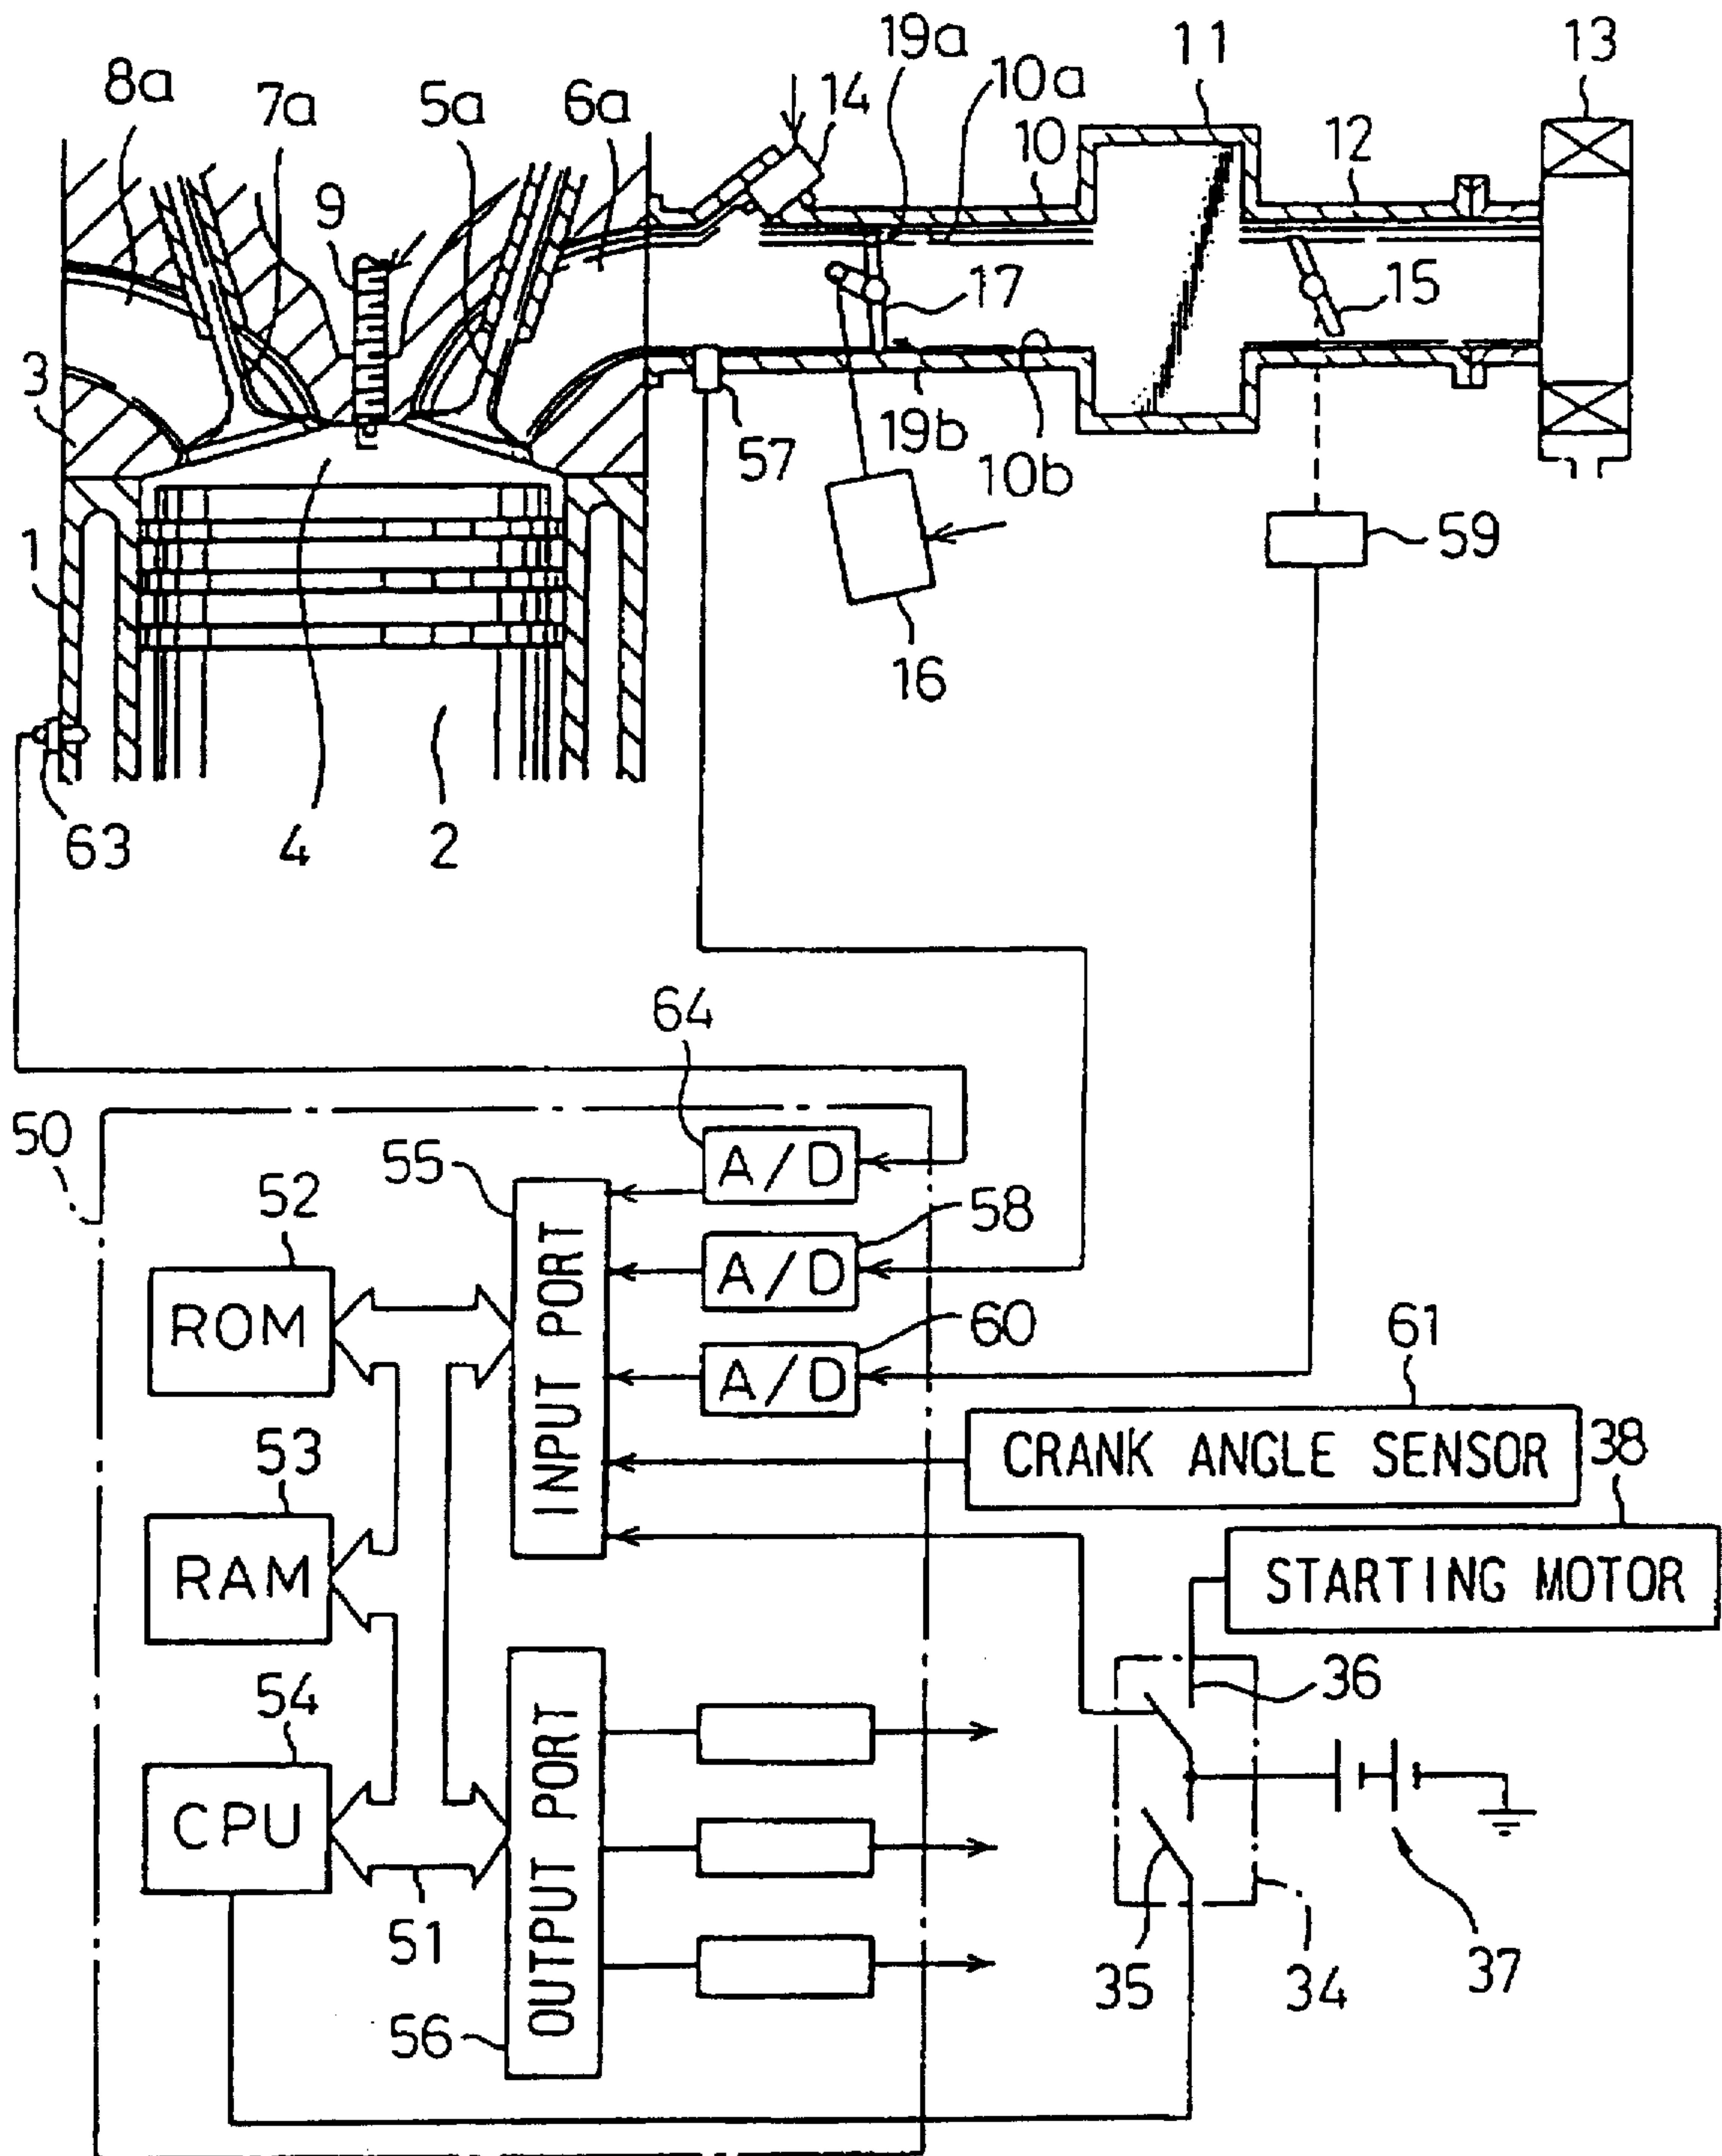 19a
11
13
8a
7a
5a
6a
14
10a
10
12
9
17
15
3
57
19b
10b
59
1
16
63
4
2
64
50
55
A/D
52
58
A/D
ROM
INPUT PORT
60
A/D
61
CRANK ANGLE SENSOR
38
53
STARTING MOTOR
RAM
36
54
CPU
OUTPUT PORT
51
35
34
37
56